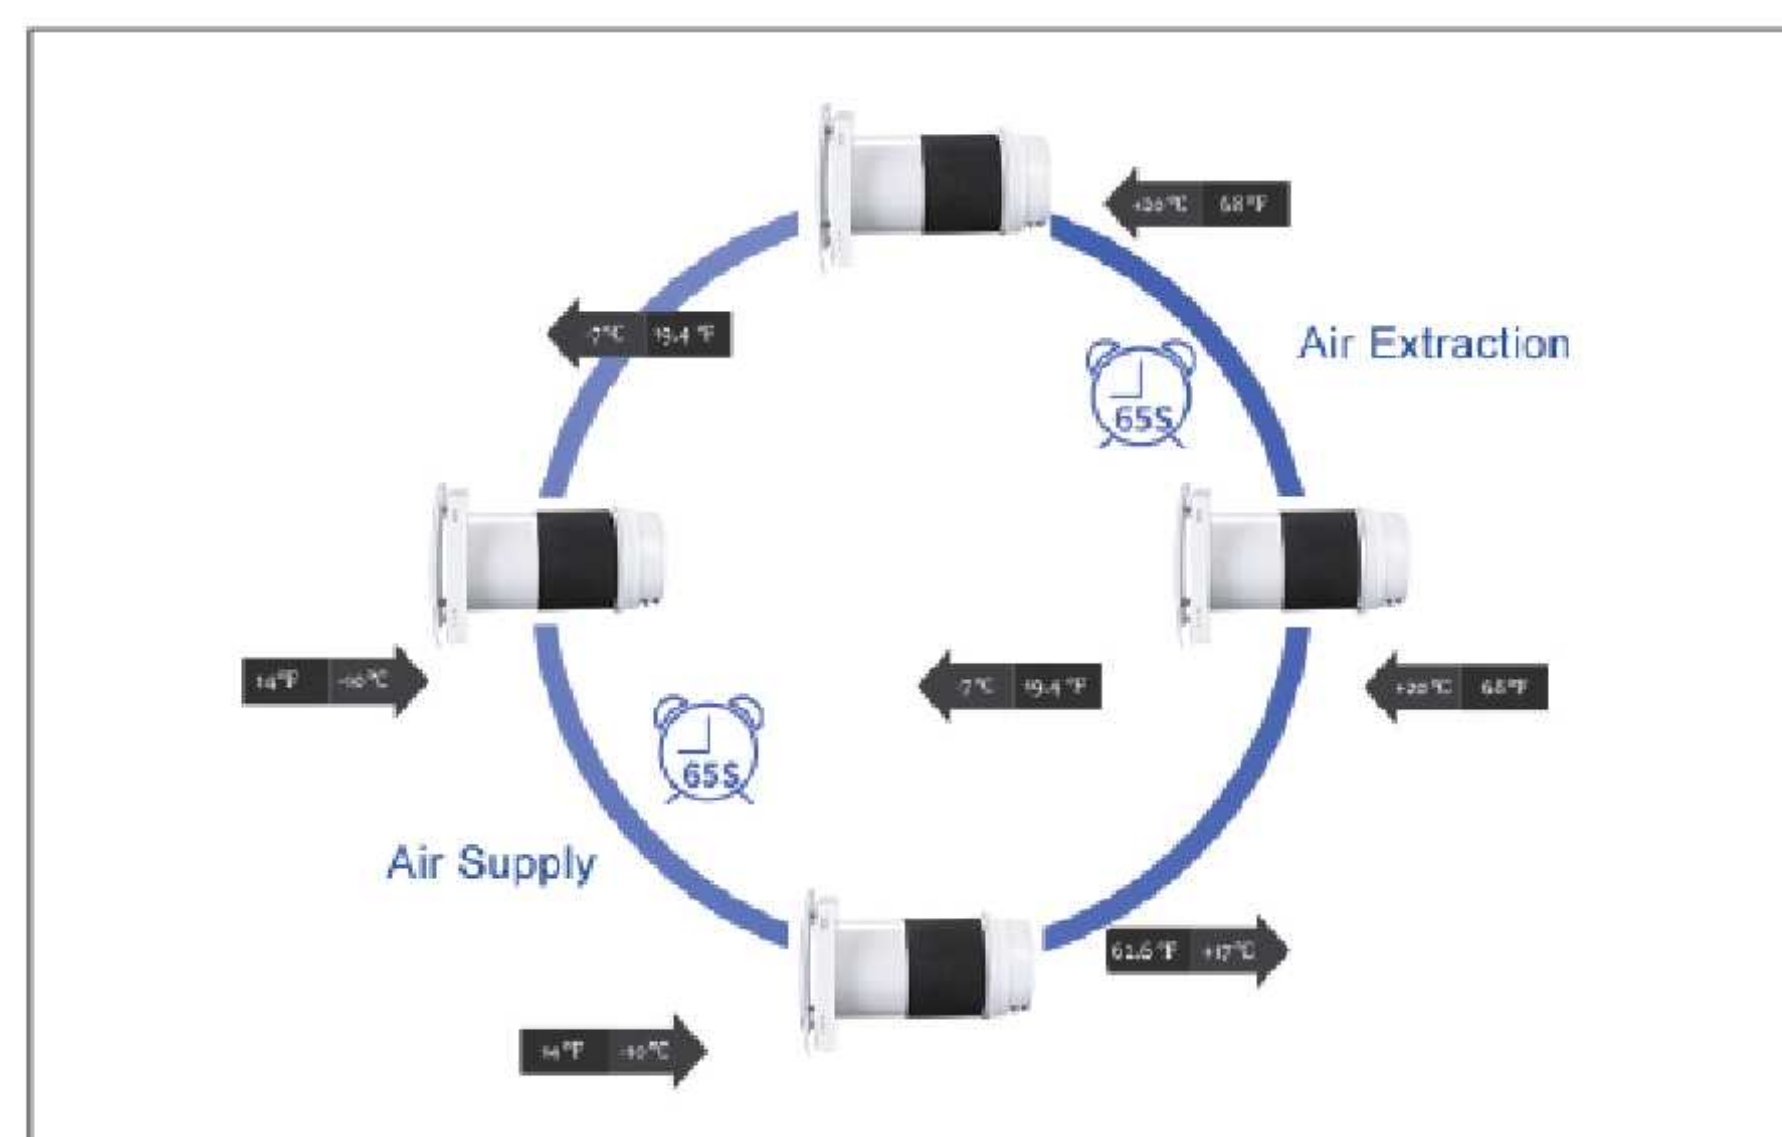 +20°C 68°F
-7°C 19.4 °F
Air Extraction
65S
14°F -10°C
-7°C 19.4 °F
+20°C 68°F
65S
Air Supply
62.6 °F +17°C
14°F -10°C